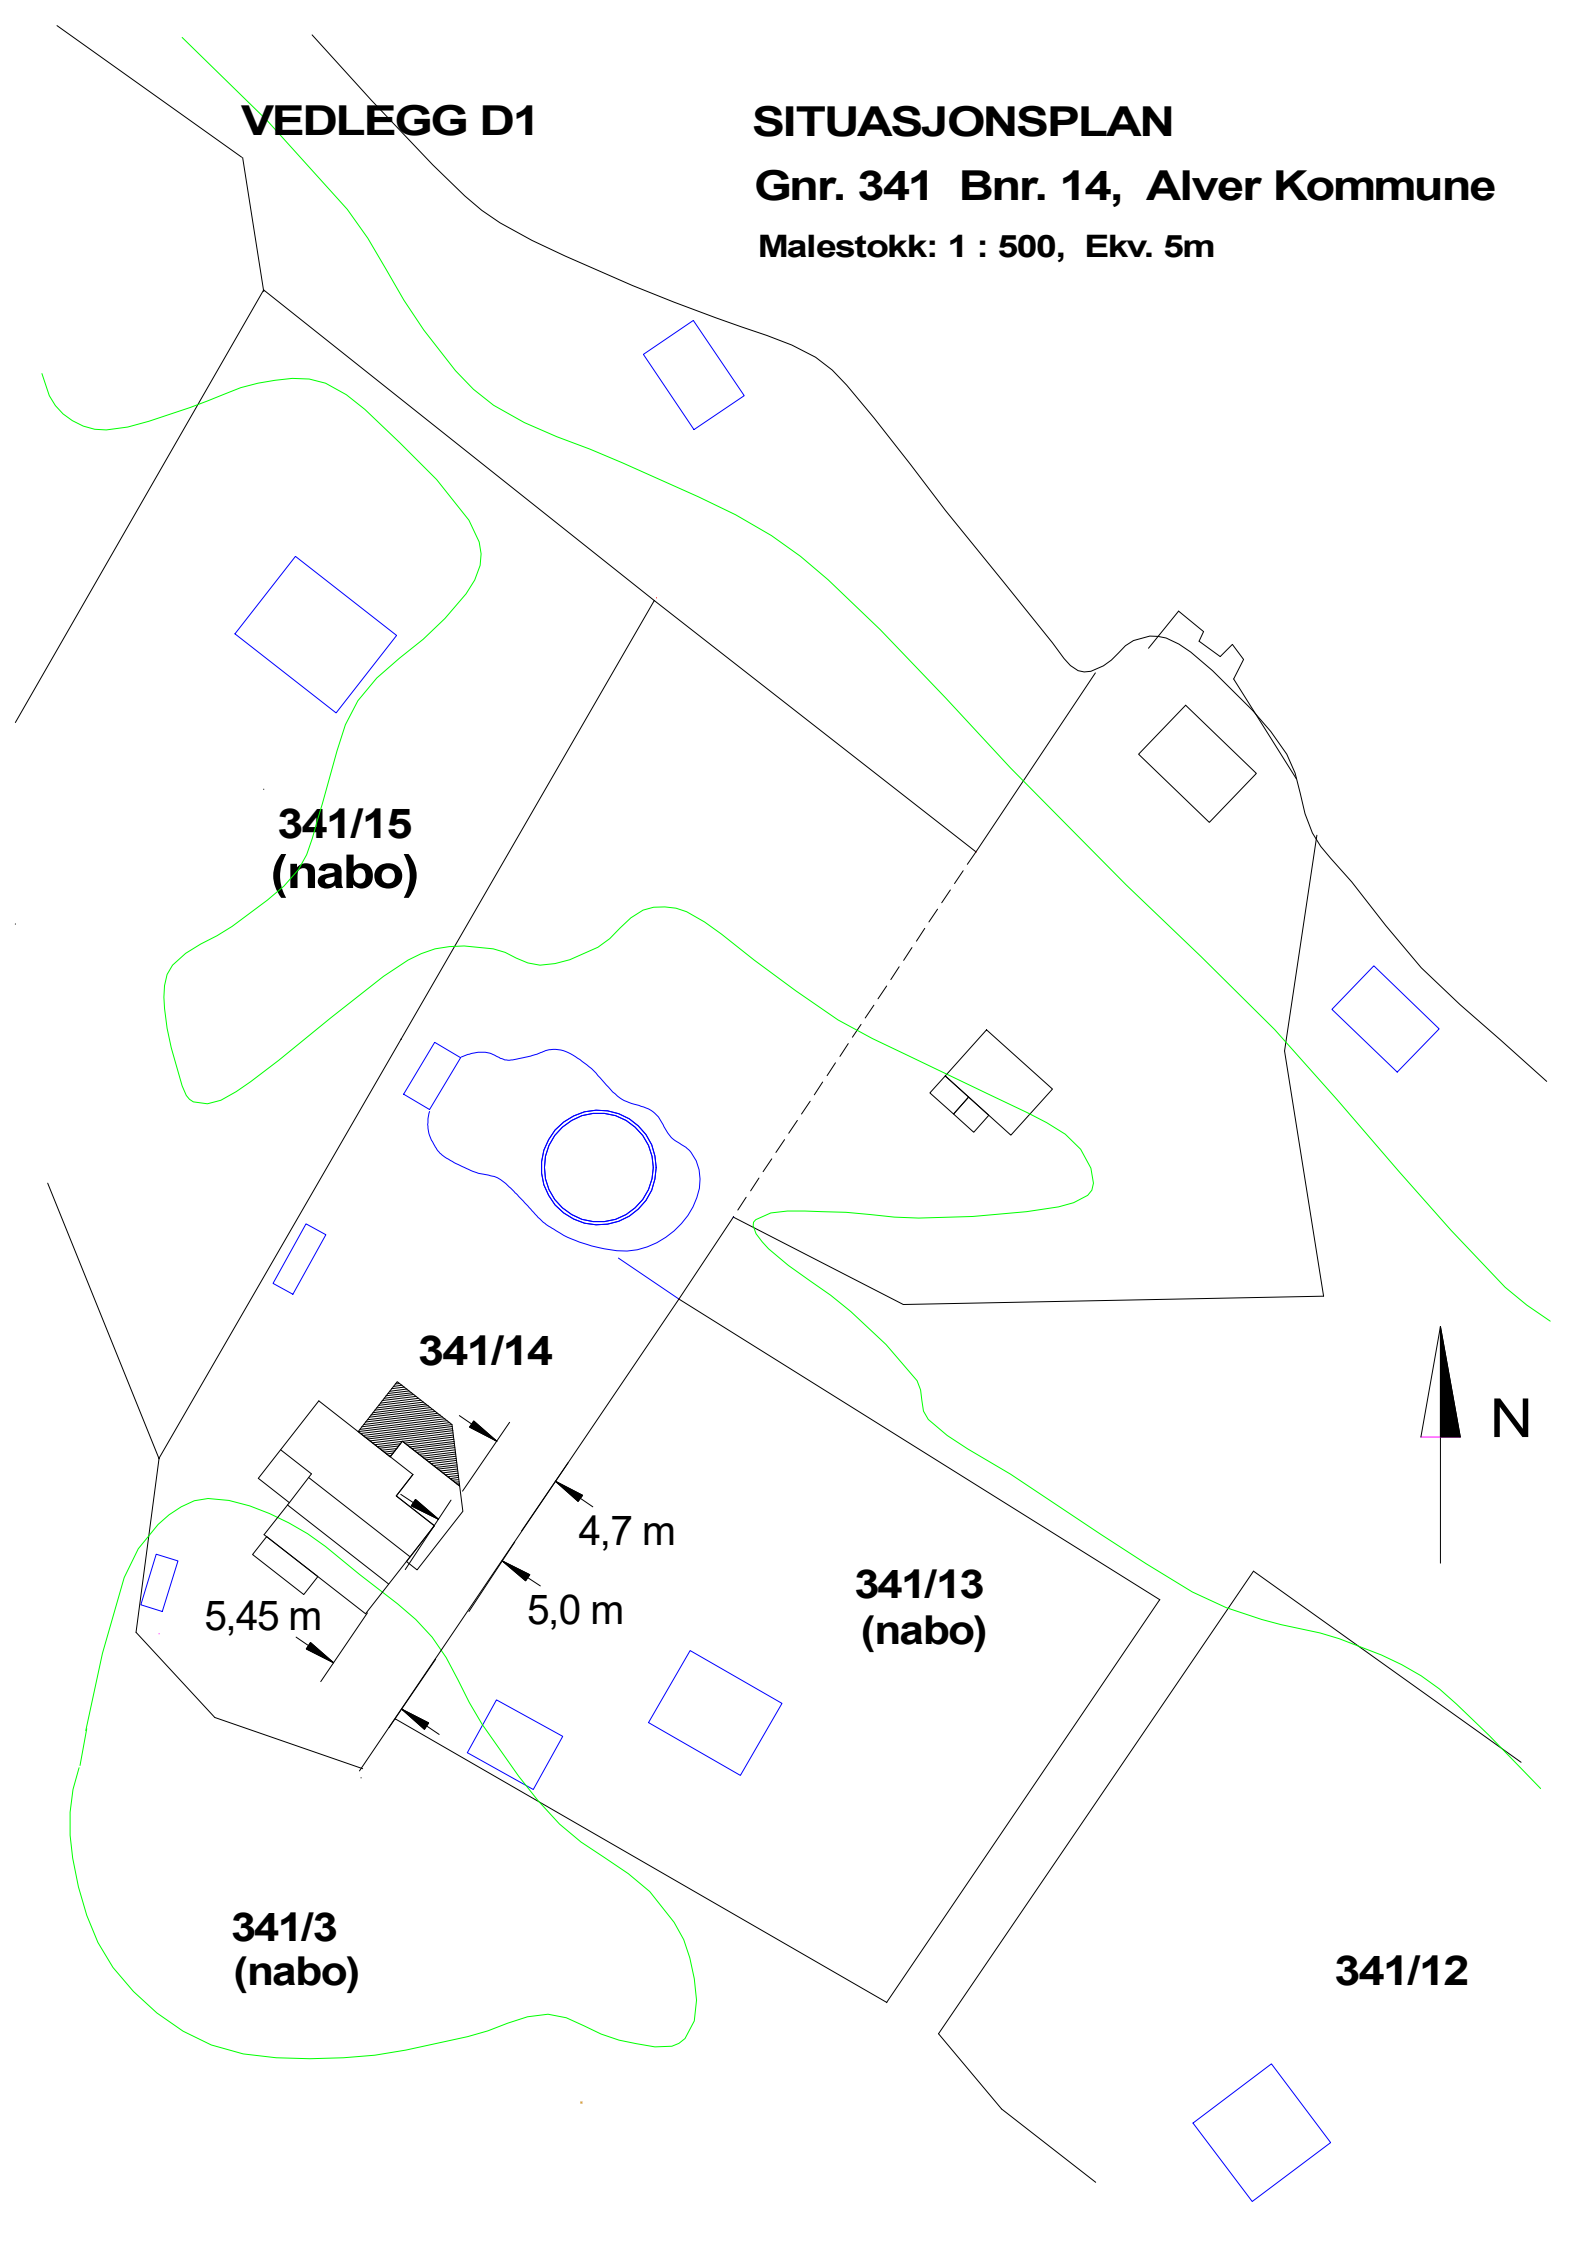 VEDLEGG D1
SITUASJONSPLAN
Gnr. 341 Bnr. 14, Alver Kommune
Malestokk: 1 : 500, Ekv. 5m
341/15
(nabo)
341/14
N
4,7 m
5,0 m
5,45 m
341/13
(nabo)
341/3
(nabo)
341/12